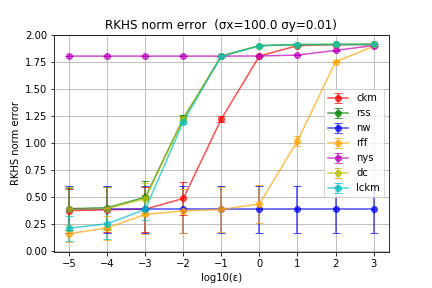 RKHS norm error (σx=100.0 σy=0.01)
RKHS norm error
2.00
1.75
1.50
1.25
1.00
0.75
0.50
0.25
0.00
ckm
rss
nw
rff
nys
dc
lckm
−5 −4 −3 −2 −1 0 1 2 3
log10(ε)